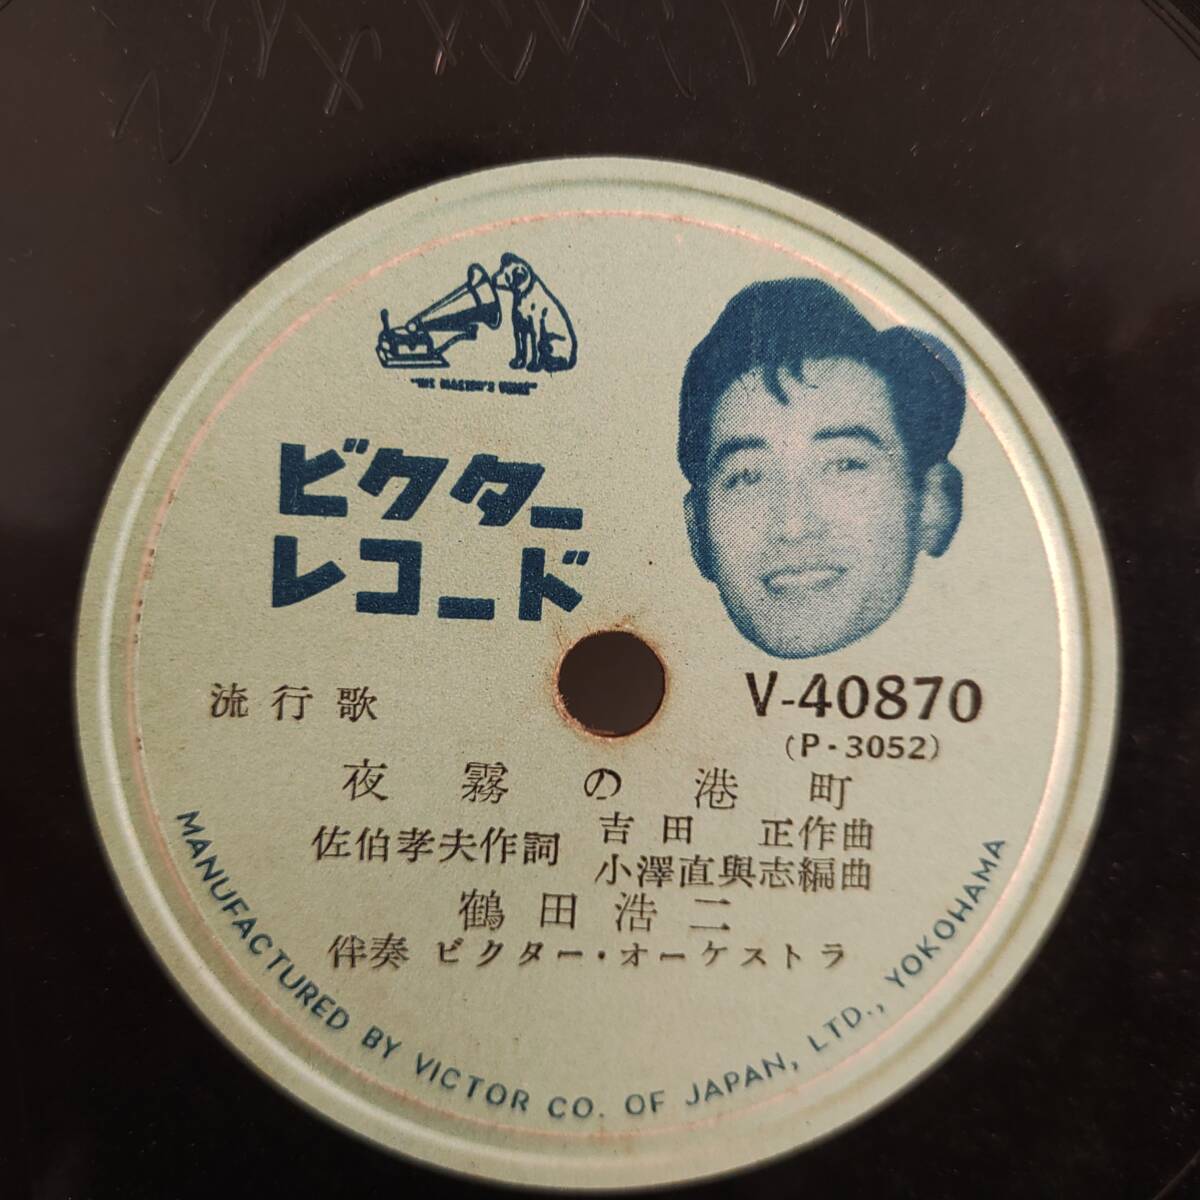 "HIS MASTER'S VOICE"
ビクター
レコード
V-40870
(P-3052)
流行歌
夜霧の港町
佐伯孝夫作詞
吉田 正作曲
小澤直與志編曲
鶴田浩二
伴奏 ビクター・オーケストラ
MANUFACTURED BY VICTOR CO. OF JAPAN, LTD., YOKOHAMA